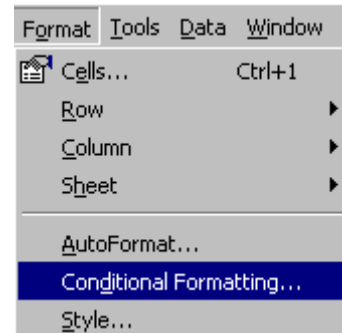 Format Tools Data Window
Cells... Ctrl+1
Row
Column
Sheet
AutoFormat...
Conditional Formatting...
Style...